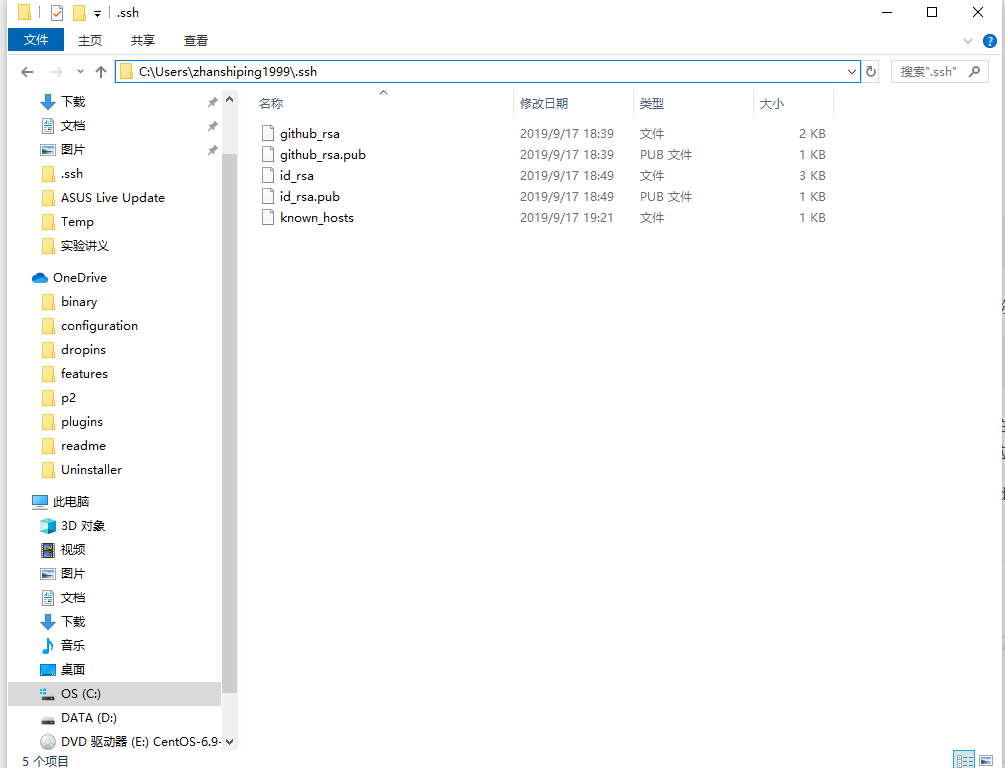 .ssh
文件 主页 共享 查看
C:\Users\zhanshiping1999\.ssh 搜索".ssh"
名称 修改日期 类型 大小
github_rsa 2019/9/17 18:39 文件 2 KB
github_rsa.pub 2019/9/17 18:39 PUB 文件 1 KB
id_rsa 2019/9/17 18:49 文件 3 KB
id_rsa.pub 2019/9/17 18:49 PUB 文件 1 KB
known_hosts 2019/9/17 19:21 文件 1 KB
下载
文档
图片
.ssh
ASUS Live Update
Temp
实验讲义
OneDrive
binary
configuration
dropins
features
p2
plugins
readme
Uninstaller
此电脑
3D 对象
视频
图片
文档
下载
音乐
桌面
OS (C:)
DATA (D:)
DVD 驱动器 (E:) CentOS-6.9-
5 个项目